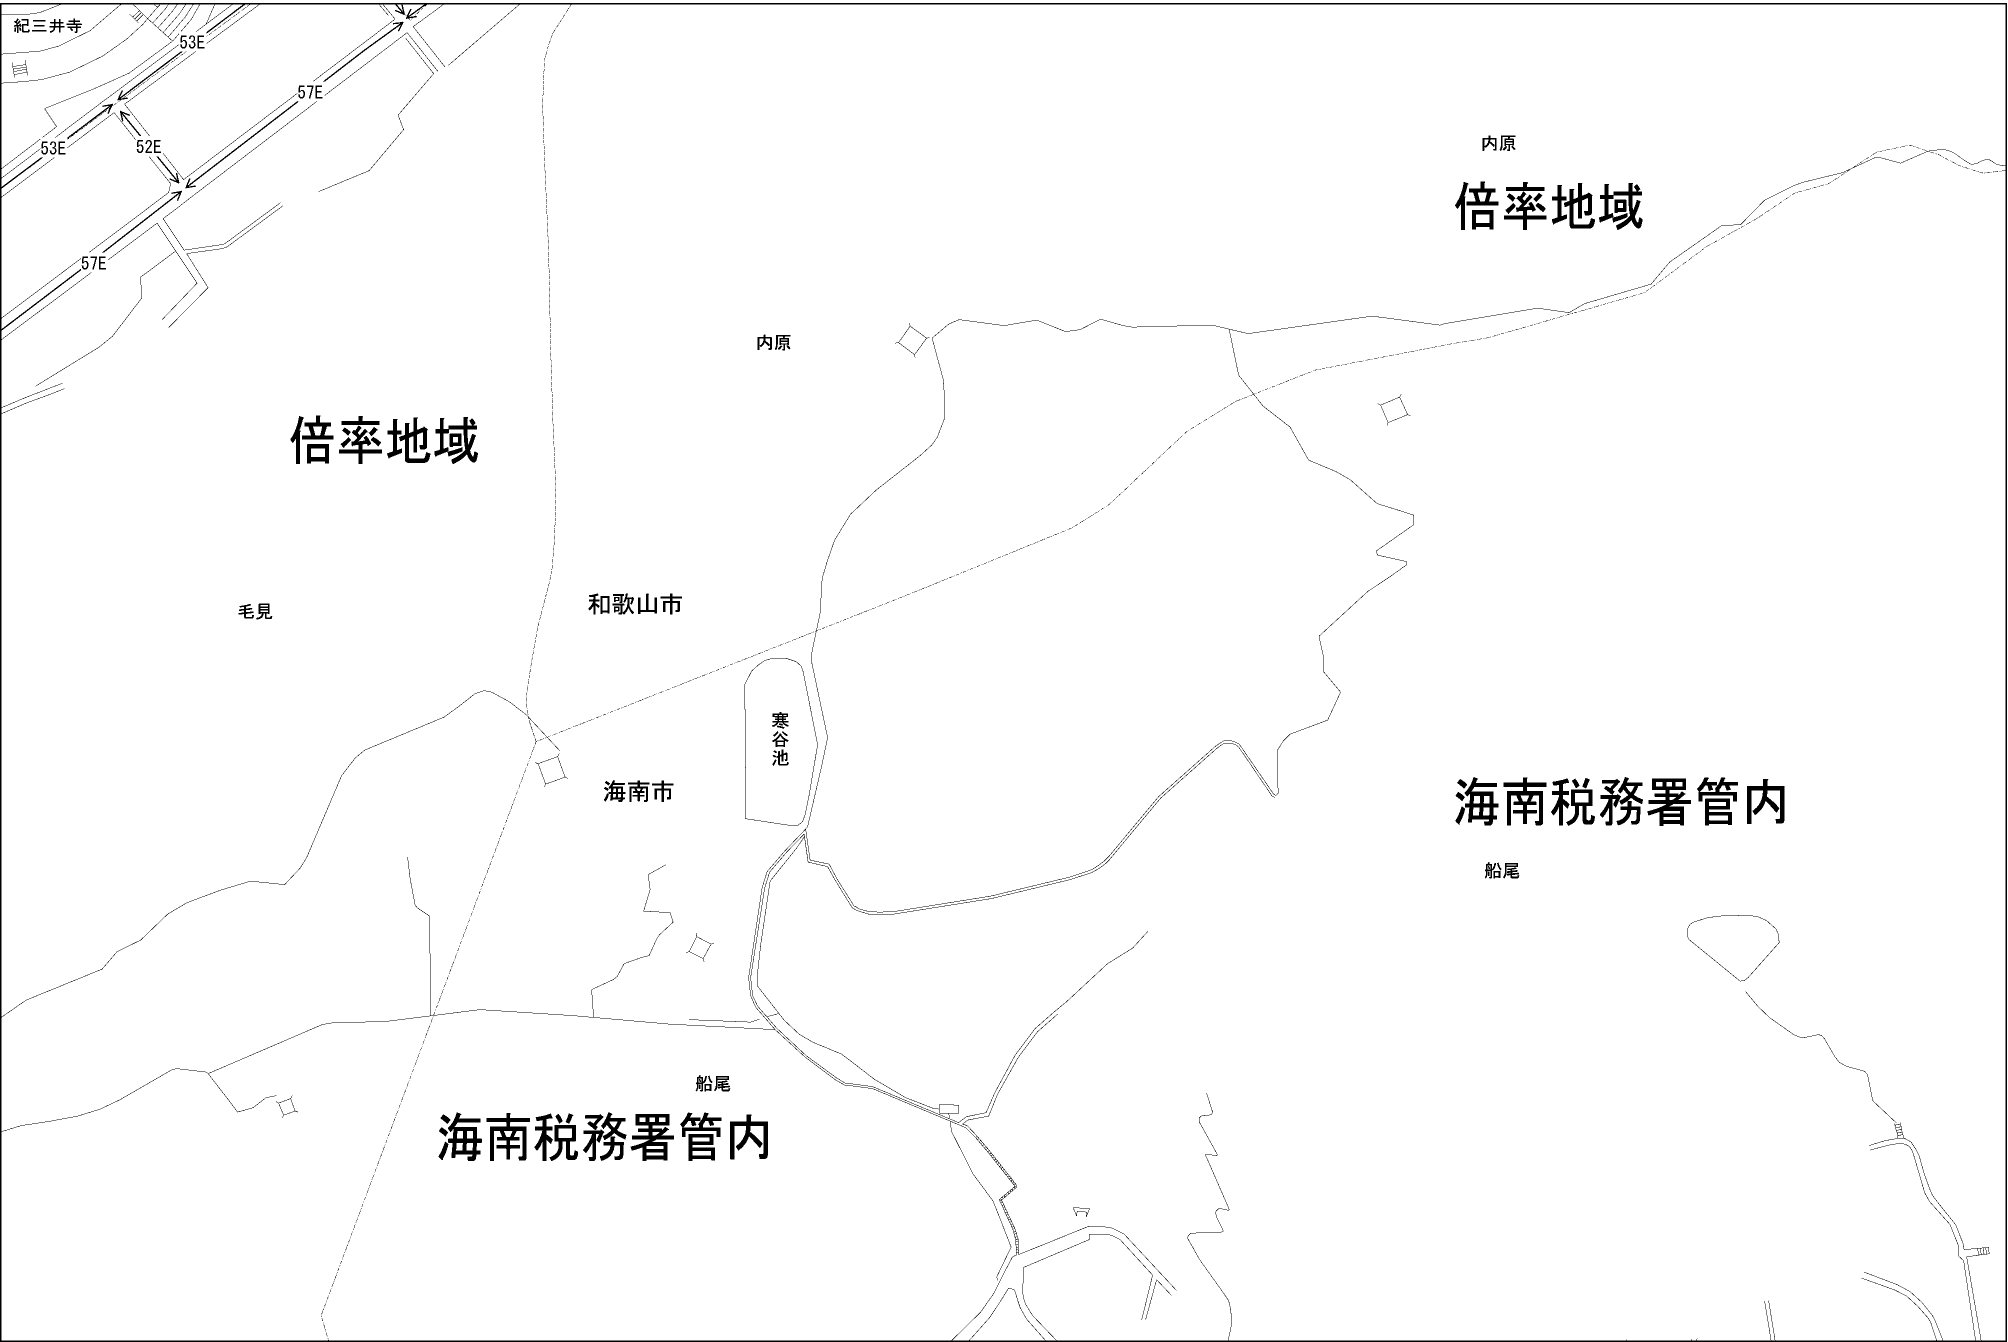 紀三井寺
53E
57E
53E
52E
内原
倍率地域
57E
内原
倍率地域
和歌山市
毛見
寒谷池
海南市
海南税務署管内
船尾
船尾
海南税務署管内